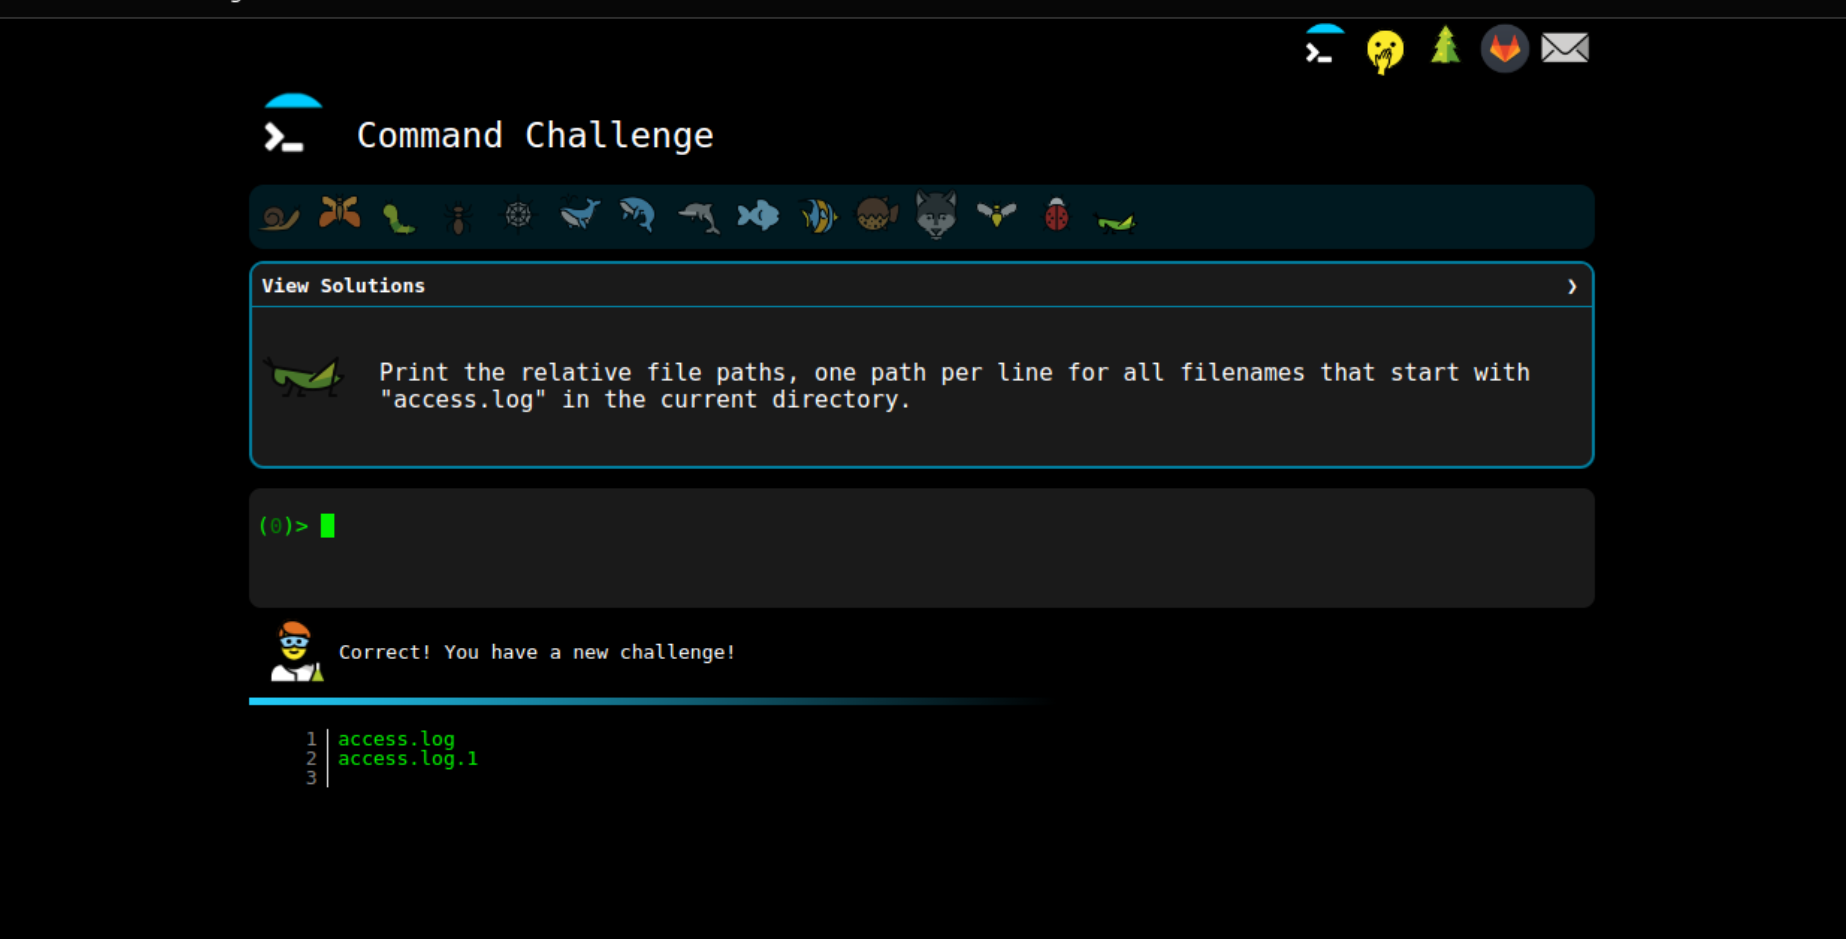 Command Challenge
View Solutions ❯
Print the relative file paths, one path per line for all filenames that start with
"access.log" in the current directory.
(0)>
Correct! You have a new challenge!
1 access.log
2 access.log.1
3